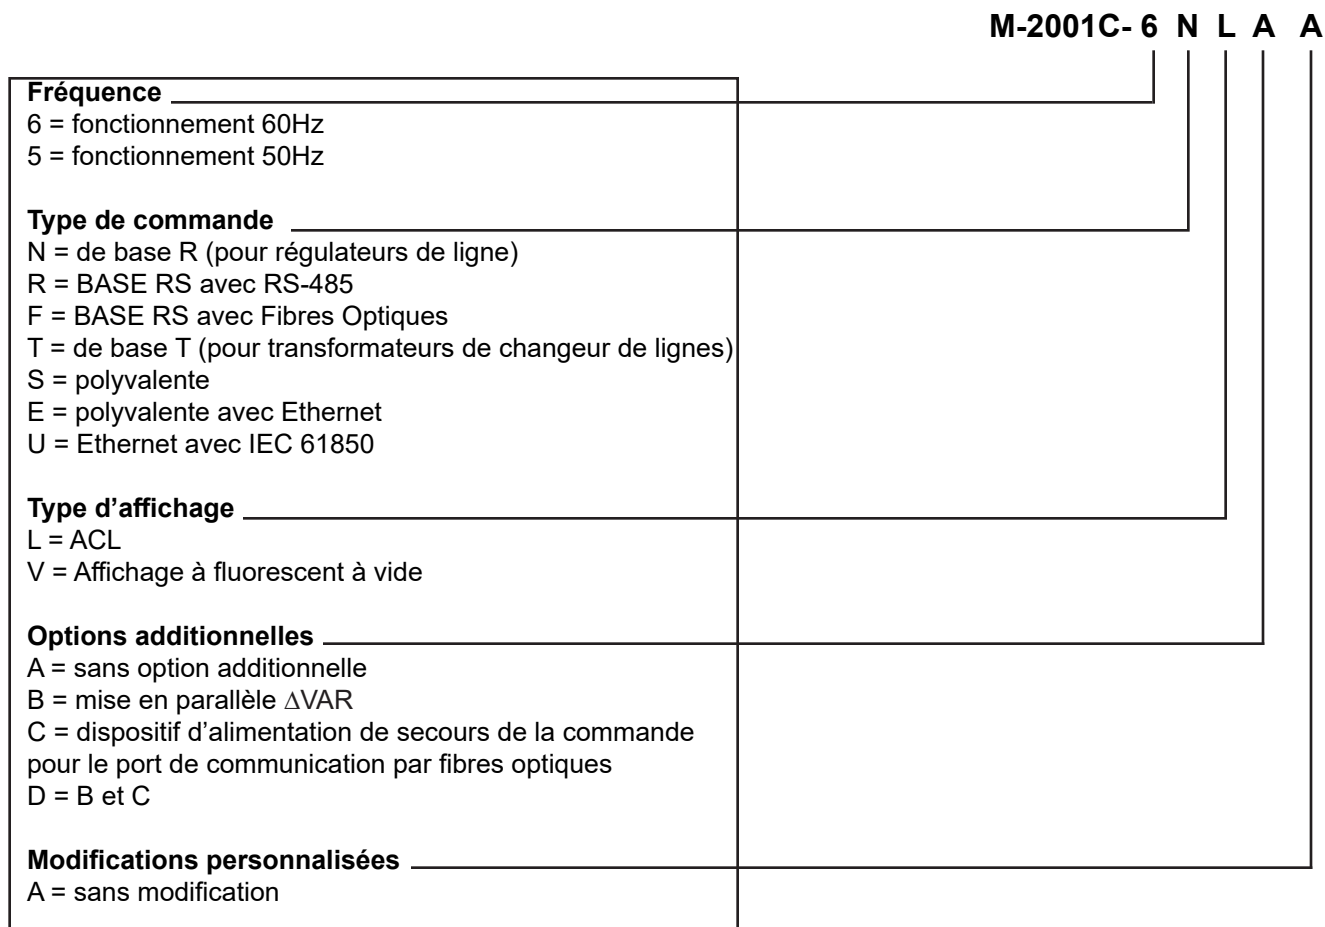 M-2001C- 6 N L A A
Fréquence
6 = fonctionnement 60Hz
5 = fonctionnement 50Hz
Type de commande
N = de base R (pour régulateurs de ligne)
R = BASE RS avec RS-485
F = BASE RS avec Fibres Optiques
T = de base T (pour transformateurs de changeur de lignes)
S = polyvalente
E = polyvalente avec Ethernet
U = Ethernet avec IEC 61850
Type d’affichage
L = ACL
V = Affichage à fluorescent à vide
Options additionnelles
A = sans option additionnelle
B = mise en parallèle ∆VAR
C = dispositif d’alimentation de secours de la commande
pour le port de communication par fibres optiques
D = B et C
Modifications personnalisées
A = sans modification